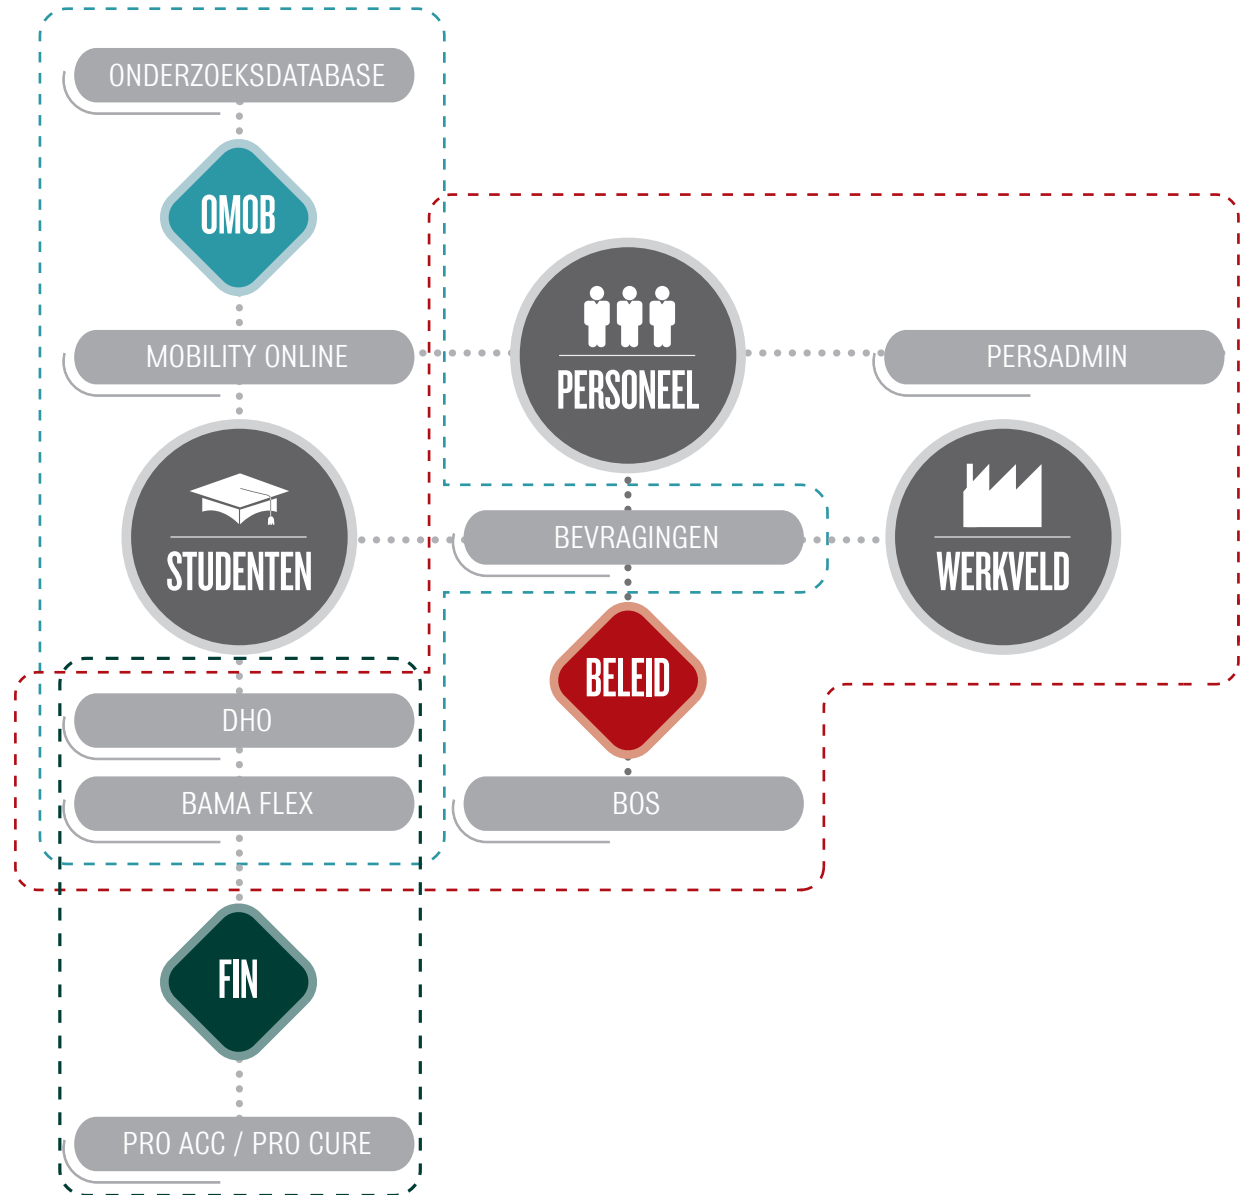 ONDERZOEKSDATABASE
OMOB
MOBILITY ONLINE
PERSONEEL
PERSADMIN
STUDENTEN
BEVRAGINGEN
WERKVELD
BELEID
DHO
BAMA FLEX
BOS
FIN
PRO ACC / PRO CURE